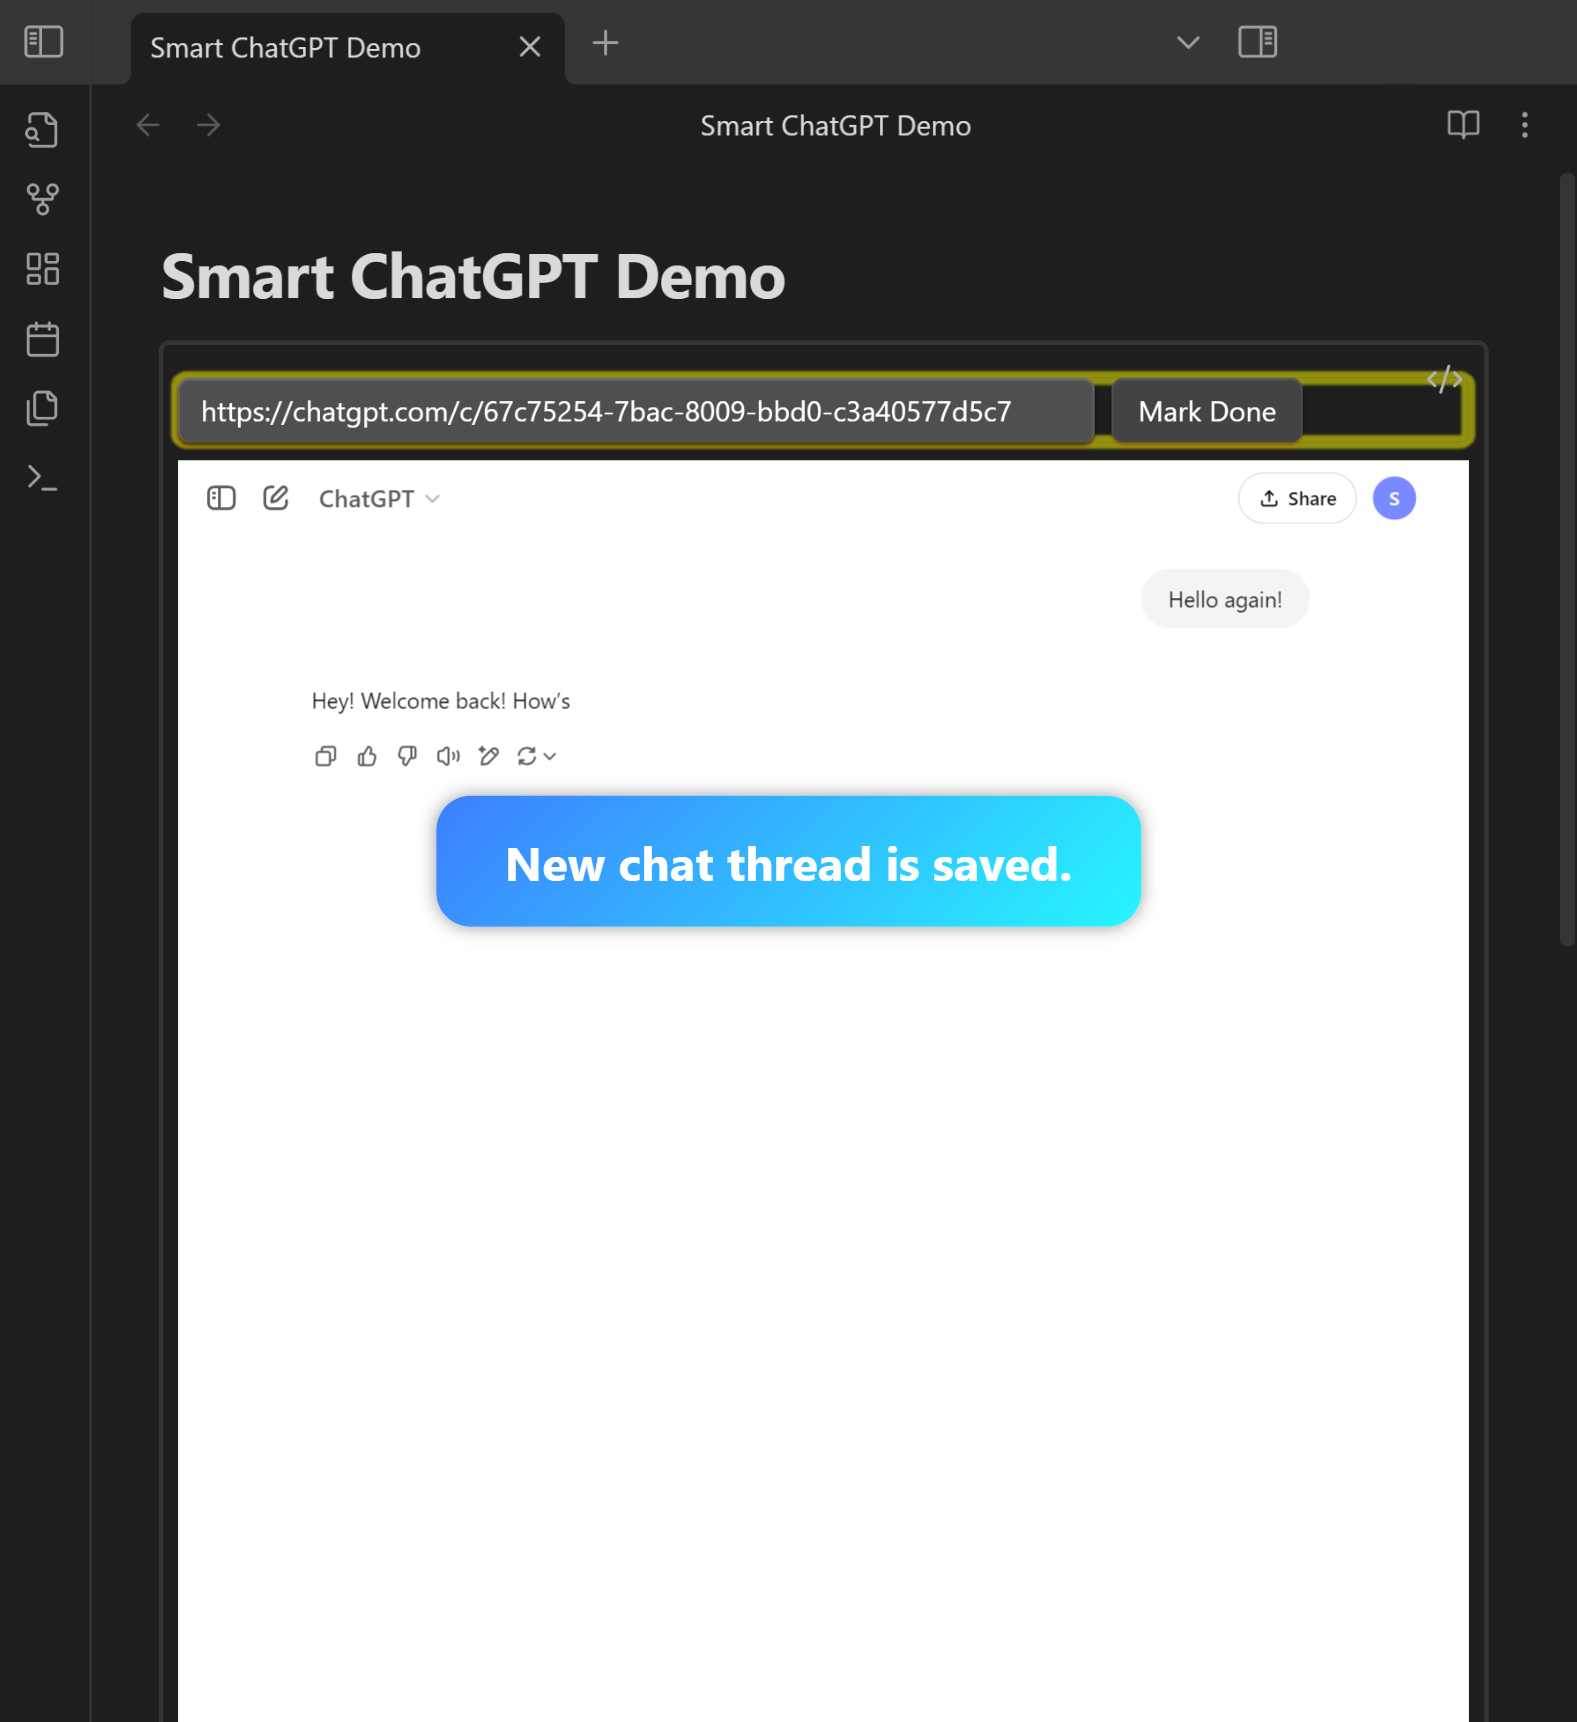 Smart ChatGPT Demo
Smart ChatGPT Demo
Smart ChatGPT Demo
https://chatgpt.com/c/67c75254-7bac-8009-bbd0-c3a40577d5c7 Mark Done
ChatGPT Share S
Hello again!
Hey! Welcome back! How’s
New chat thread is saved.